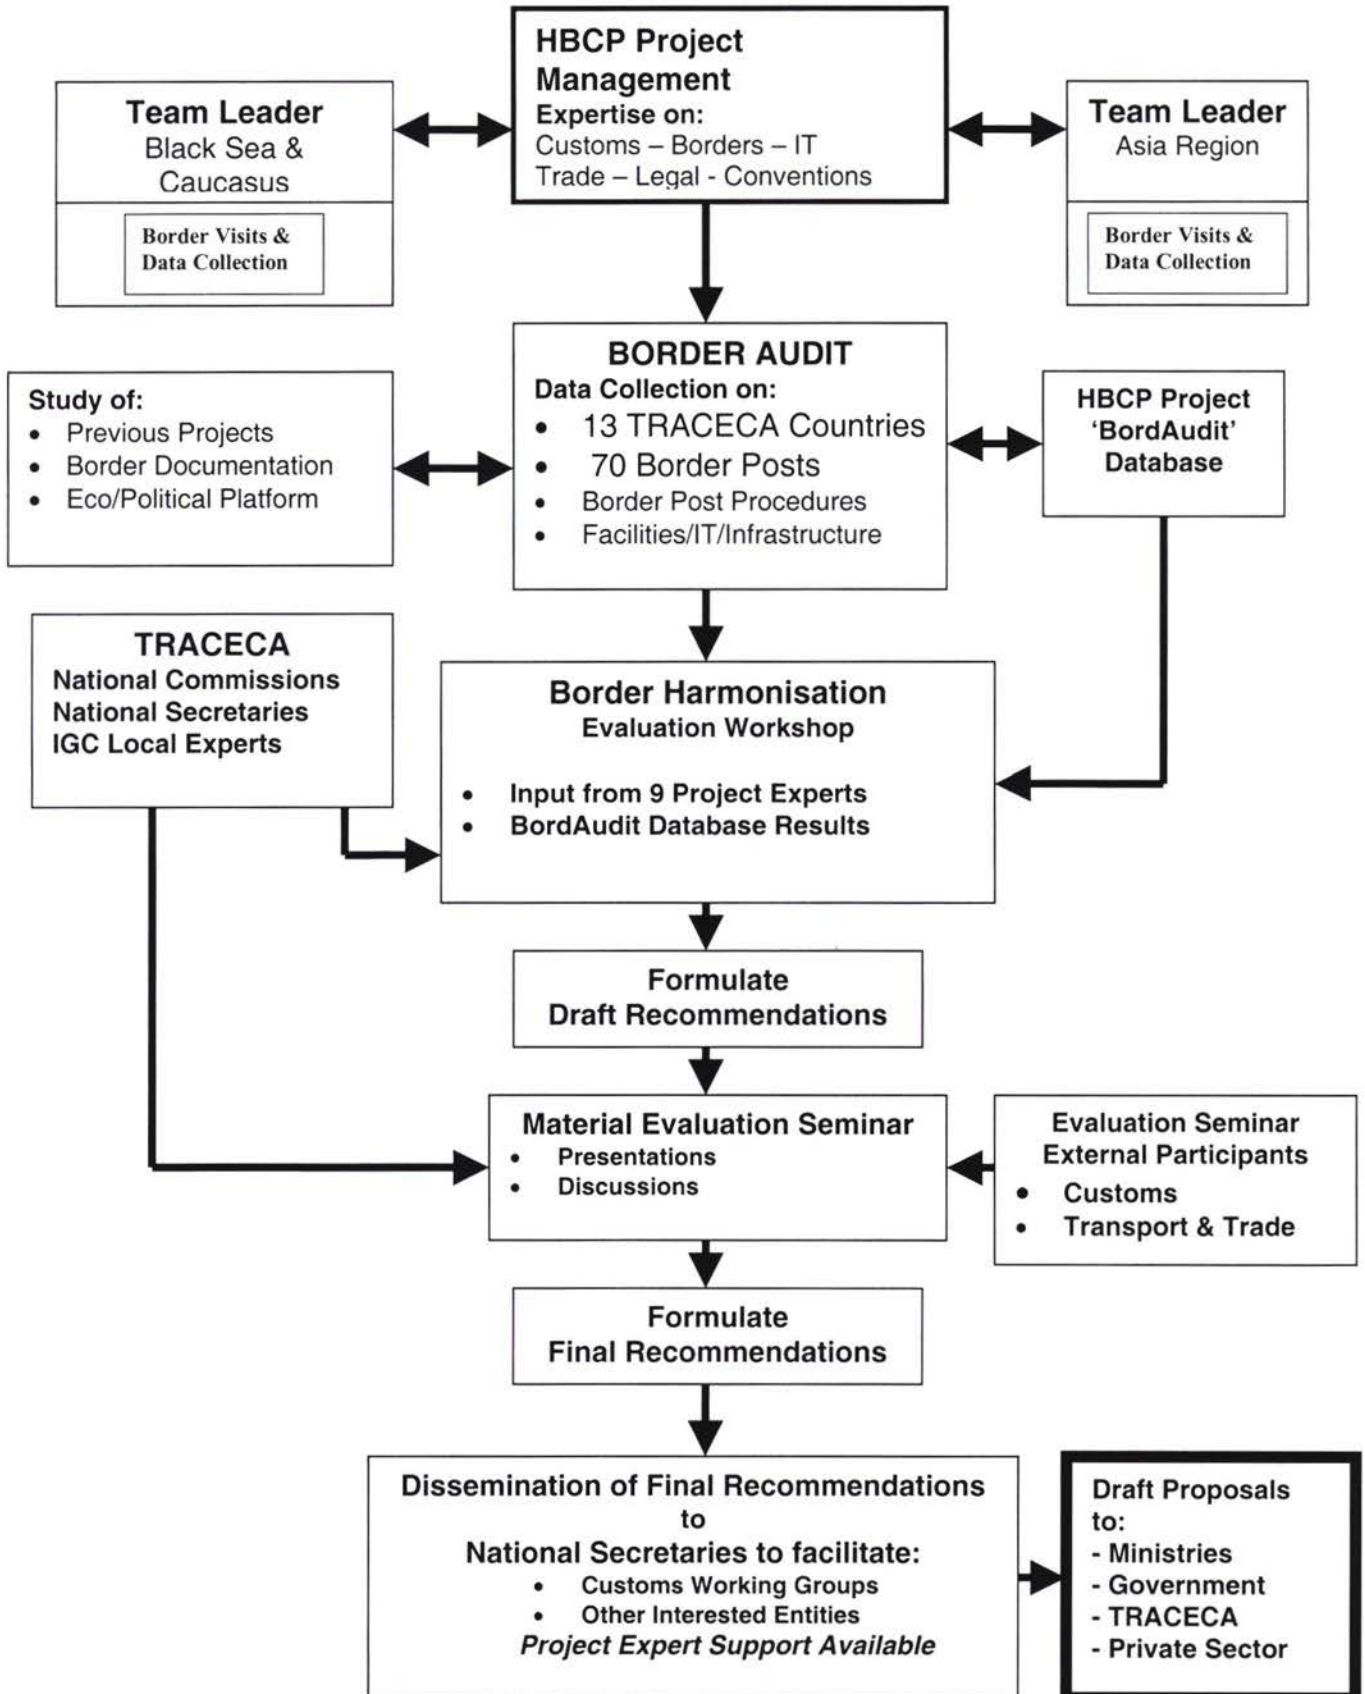 HBCP Project
Management
Expertise on:
Customs – Borders – IT
Trade – Legal - Conventions
Team Leader
Black Sea &
Caucasus
Border Visits &
Data Collection
Team Leader
Asia Region
Border Visits &
Data Collection
BORDER AUDIT
Data Collection on:
• 13 TRACECA Countries
• 70 Border Posts
• Border Post Procedures
• Facilities/IT/Infrastructure
Study of:
• Previous Projects
• Border Documentation
• Eco/Political Platform
HBCP Project
‘BordAudit’
Database
TRACECA
National Commissions
National Secretaries
IGC Local Experts
Border Harmonisation
Evaluation Workshop
• Input from 9 Project Experts
• BordAudit Database Results
Formulate
Draft Recommendations
Material Evaluation Seminar
• Presentations
• Discussions
Evaluation Seminar
External Participants
• Customs
• Transport & Trade
Formulate
Final Recommendations
Dissemination of Final Recommendations
to
National Secretaries to facilitate:
• Customs Working Groups
• Other Interested Entities
Project Expert Support Available
Draft Proposals
to:
- Ministries
- Government
- TRACECA
- Private Sector